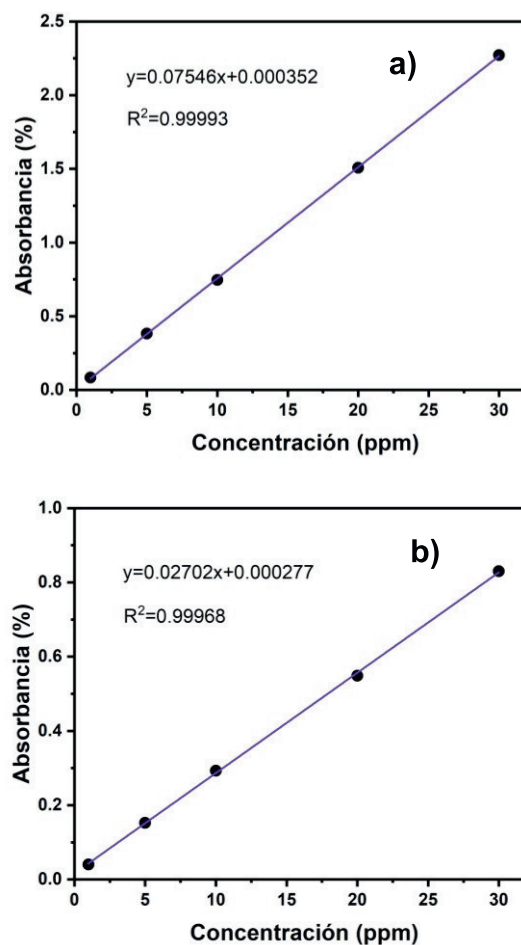 a)
y=0.07546x+0.000352
R²=0.99993
Absorbancia (%)
2.5
2.0
1.5
1.0
0.5
0.0
0 5 10 15 20 25 30
Concentración (ppm)
b)
y=0.02702x+0.000277
R²=0.99968
Absorbancia (%)
1.0
0.8
0.6
0.4
0.2
0.0
0 5 10 15 20 25 30
Concentración (ppm)